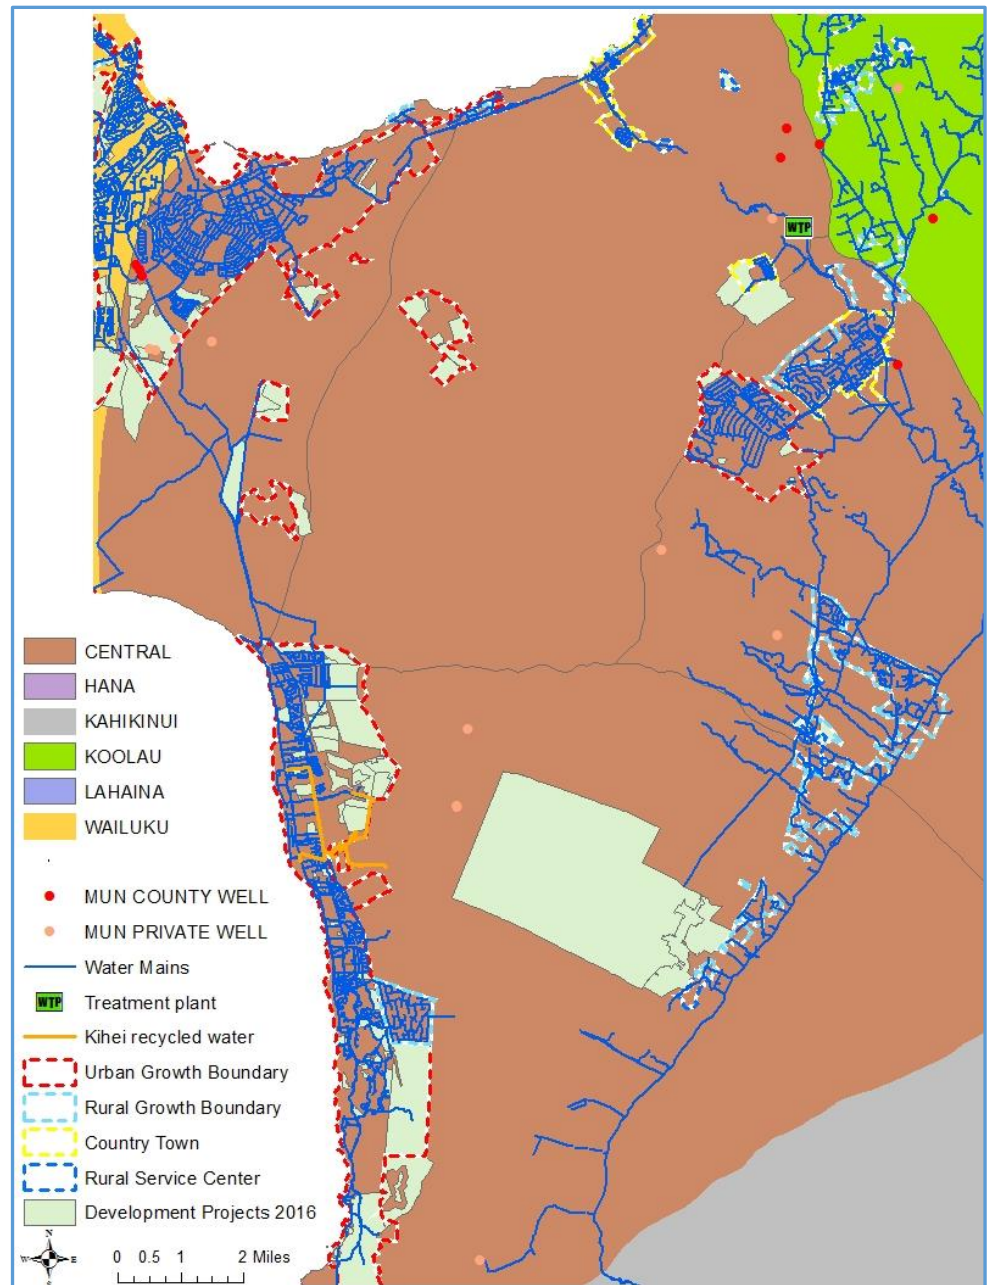 WTP
CENTRAL
HANA
KAHIKINUI
KOOLAU
LAHAINA
WAILUKU
MUN COUNTY WELL
MUN PRIVATE WELL
Water Mains
WTP Treatment plant
Kihei recycled water
Urban Growth Boundary
Rural Growth Boundary
Country Town
Rural Service Center
Development Projects 2016
N
W E
S
0 0.5 1 2 Miles